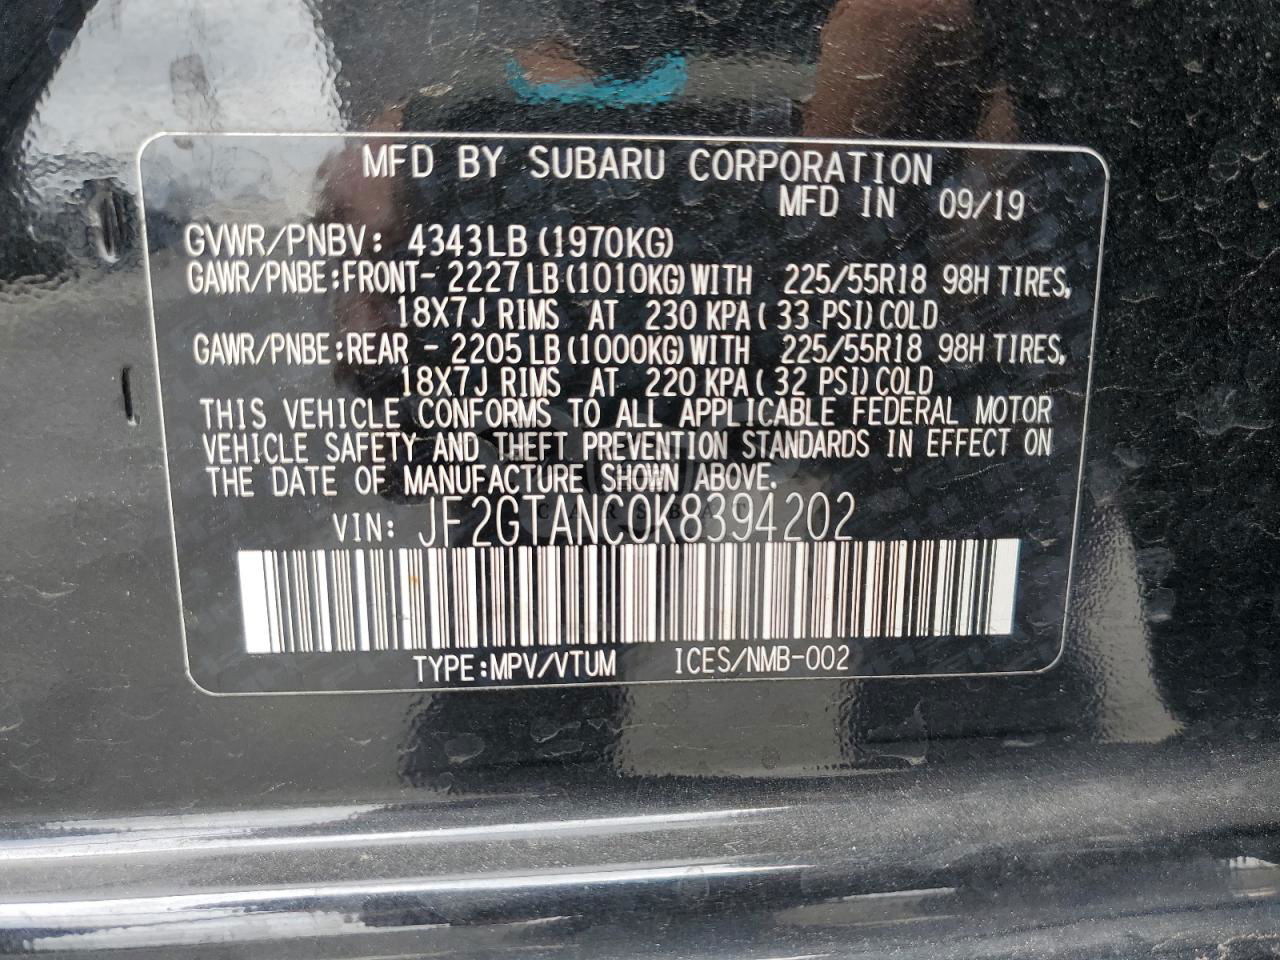 MFD BY SUBARU CORPORATION
MFD IN 09/19
GVWR/PNBV: 4343LB (1970KG)
GAWR/PNBE:FRONT- 2227 LB (1010KG) WITH 225/55R18 98H TIRES,
18X7J RIMS AT 230 KPA ( 33 PSI) COLD
GAWR/PNBE:REAR - 2205 LB (1000KG) WITH 225/55R18 98H TIRES,
18X7J RIMS AT 220 KPA ( 32 PSI) COLD
THIS VEHICLE CONFORMS TO ALL APPLICABLE FEDERAL MOTOR
VEHICLE SAFETY AND THEFT PREVENTION STANDARDS IN EFFECT ON
THE DATE OF MANUFACTURE SHOWN ABOVE.
VIN: JF2GTANC0K8394202
TYPE:MPV/VTUM ICES/NMB-002